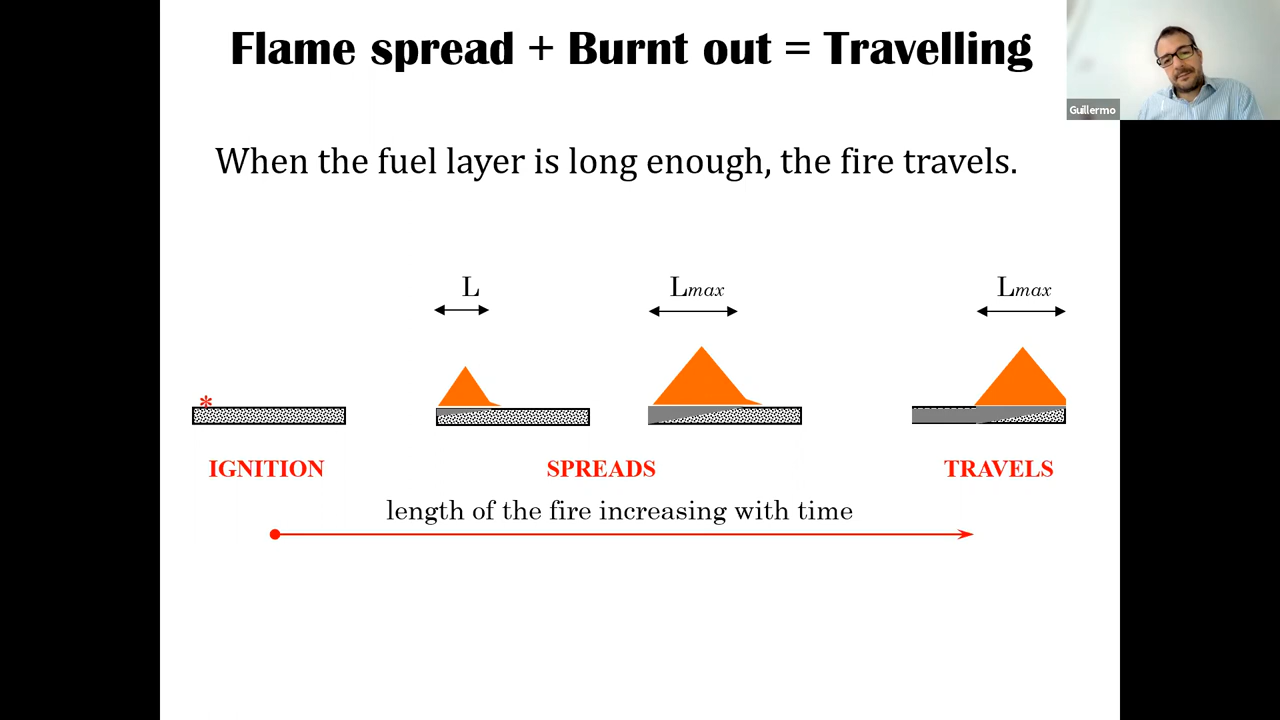 Flame spread + Burnt out = Travelling
Guillermo
When the fuel layer is long enough, the fire travels.
L
Lmax
Lmax
*
IGNITION
SPREADS
TRAVELS
length of the fire increasing with time